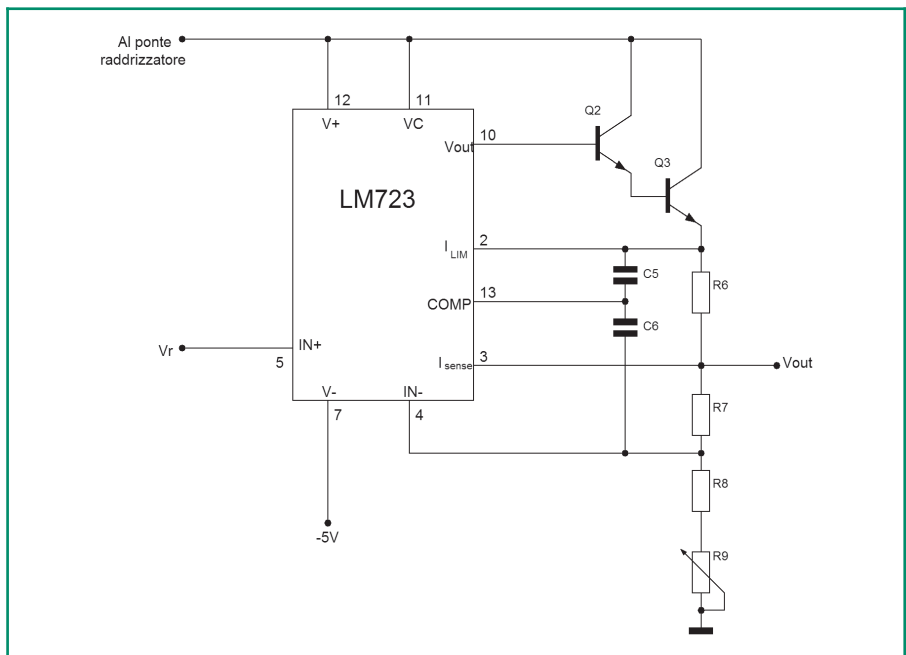 Al ponte
raddrizzatore
12
11
V+
VC
Q2
10
Vout
Q3
LM723
2
I LIM
C5
R6
13
COMP
C6
Vr
IN+
5
3
I sense
Vout
V-
IN-
7
4
R7
R8
-5V
R9